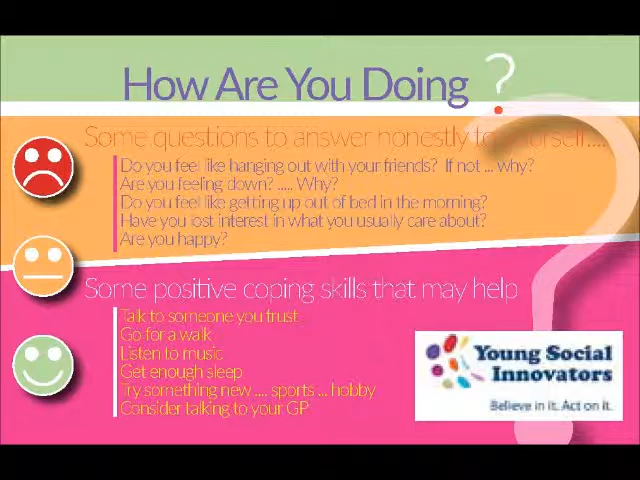 How Are You Doing ?
Some questions to answer honestly to yourself....
Do you feel like hanging out with your friends? If not ... why?
Are you feeling down? ..... Why?
Do you feel like getting up out of bed in the morning?
Have you lost interest in what you usually care about?
Are you happy?
Some positive coping skills that may help
Talk to someone you trust
Go for a walk
Listen to music
Get enough sleep
Try something new .... sports ... hobby
Consider talking to your GP
Young Social
Innovators
Believe in it. Act on it.